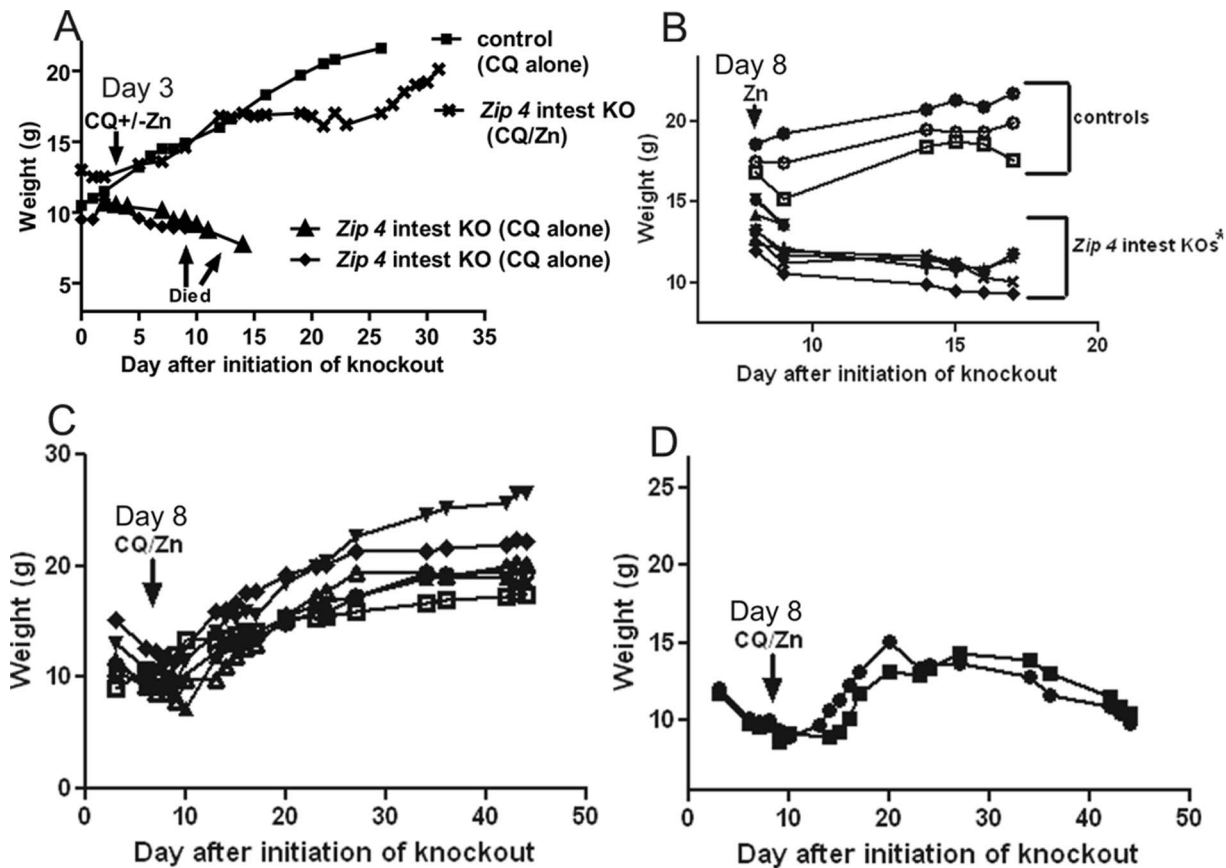 A
control
(CQ alone)
Zip 4 intest KO
(CQ/Zn)
Day 3
CQ+/-Zn
Zip 4 intest KO (CQ alone)
Zip 4 intest KO (CQ alone)
Died
Weight (g)
20
15
10
5
0 5 10 15 20 25 30 35
Day after initiation of knockout
B
Day 8
Zn
controls
Zip 4 intest KOs*
Weight (g)
20
15
10
10 15 20
Day after initiation of knockout
C
Day 8
CQ/Zn
Weight (g)
30
20
10
0
0 10 20 30 40 50
Day after initiation of knockout
D
Day 8
CQ/Zn
Weight (g)
25
20
15
10
0 10 20 30 40 50
Day after initiation of knockout